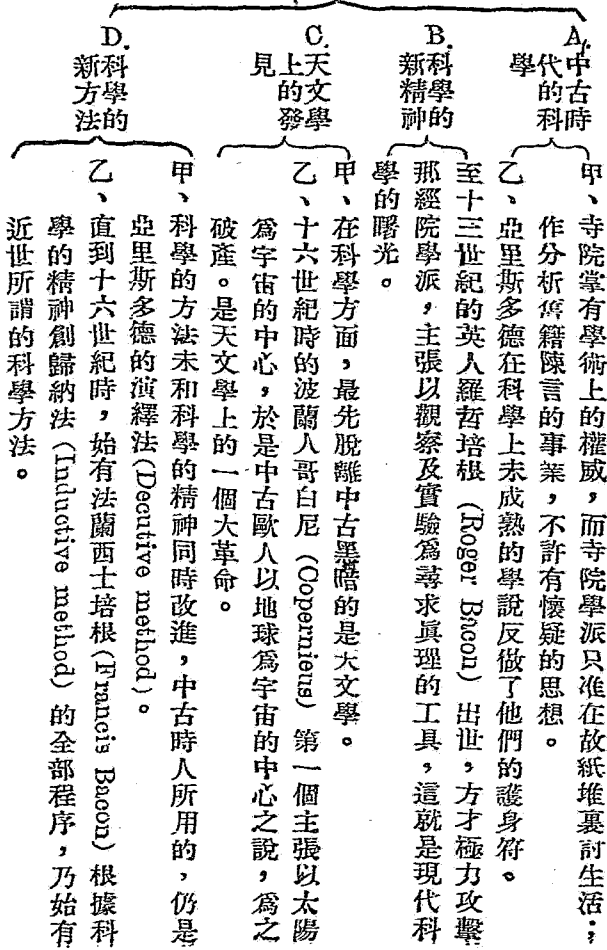 A.中古時
代的科
學
甲、寺院掌有學術上的權威,而寺院學派只准在故紙堆裏討生活;
作分析舊籍陳言的事業,不許有懷疑的思想。
乙、亞里斯多德在科學上未成熟的學說反做了他們的護身符。
B.科學的
新精神
至十三世紀的英人羅哲培根 (Roger Bacon) 出世,方才極力攻擊
那經院學派,主張以觀察及實驗爲尋求眞理的工具,這就是現代科
學的曙光。
C.天文學
上的發
見
甲、在科學方面,最先脫離中古黑暗的是天文學。
乙、十六世紀時的波蘭人哥白尼 (Copernieus) 第一個主張以太陽
爲宇宙的中心,於是中古歐人以地球爲宇宙的中心之說,爲之
破產。是天文學上的一個大革命。
D.科學的
新方法
甲、科學的方法未和科學的精神同時改進,中古時人所用的,仍是
亞里斯多德的演繹法(Decutive method)。
乙、直到十六世紀時,始有法蘭西士培根(Francis Bacon) 根據科
學的精神創歸納法 (Inductive method) 的全部程序,乃始有
近世所謂的科學方法。